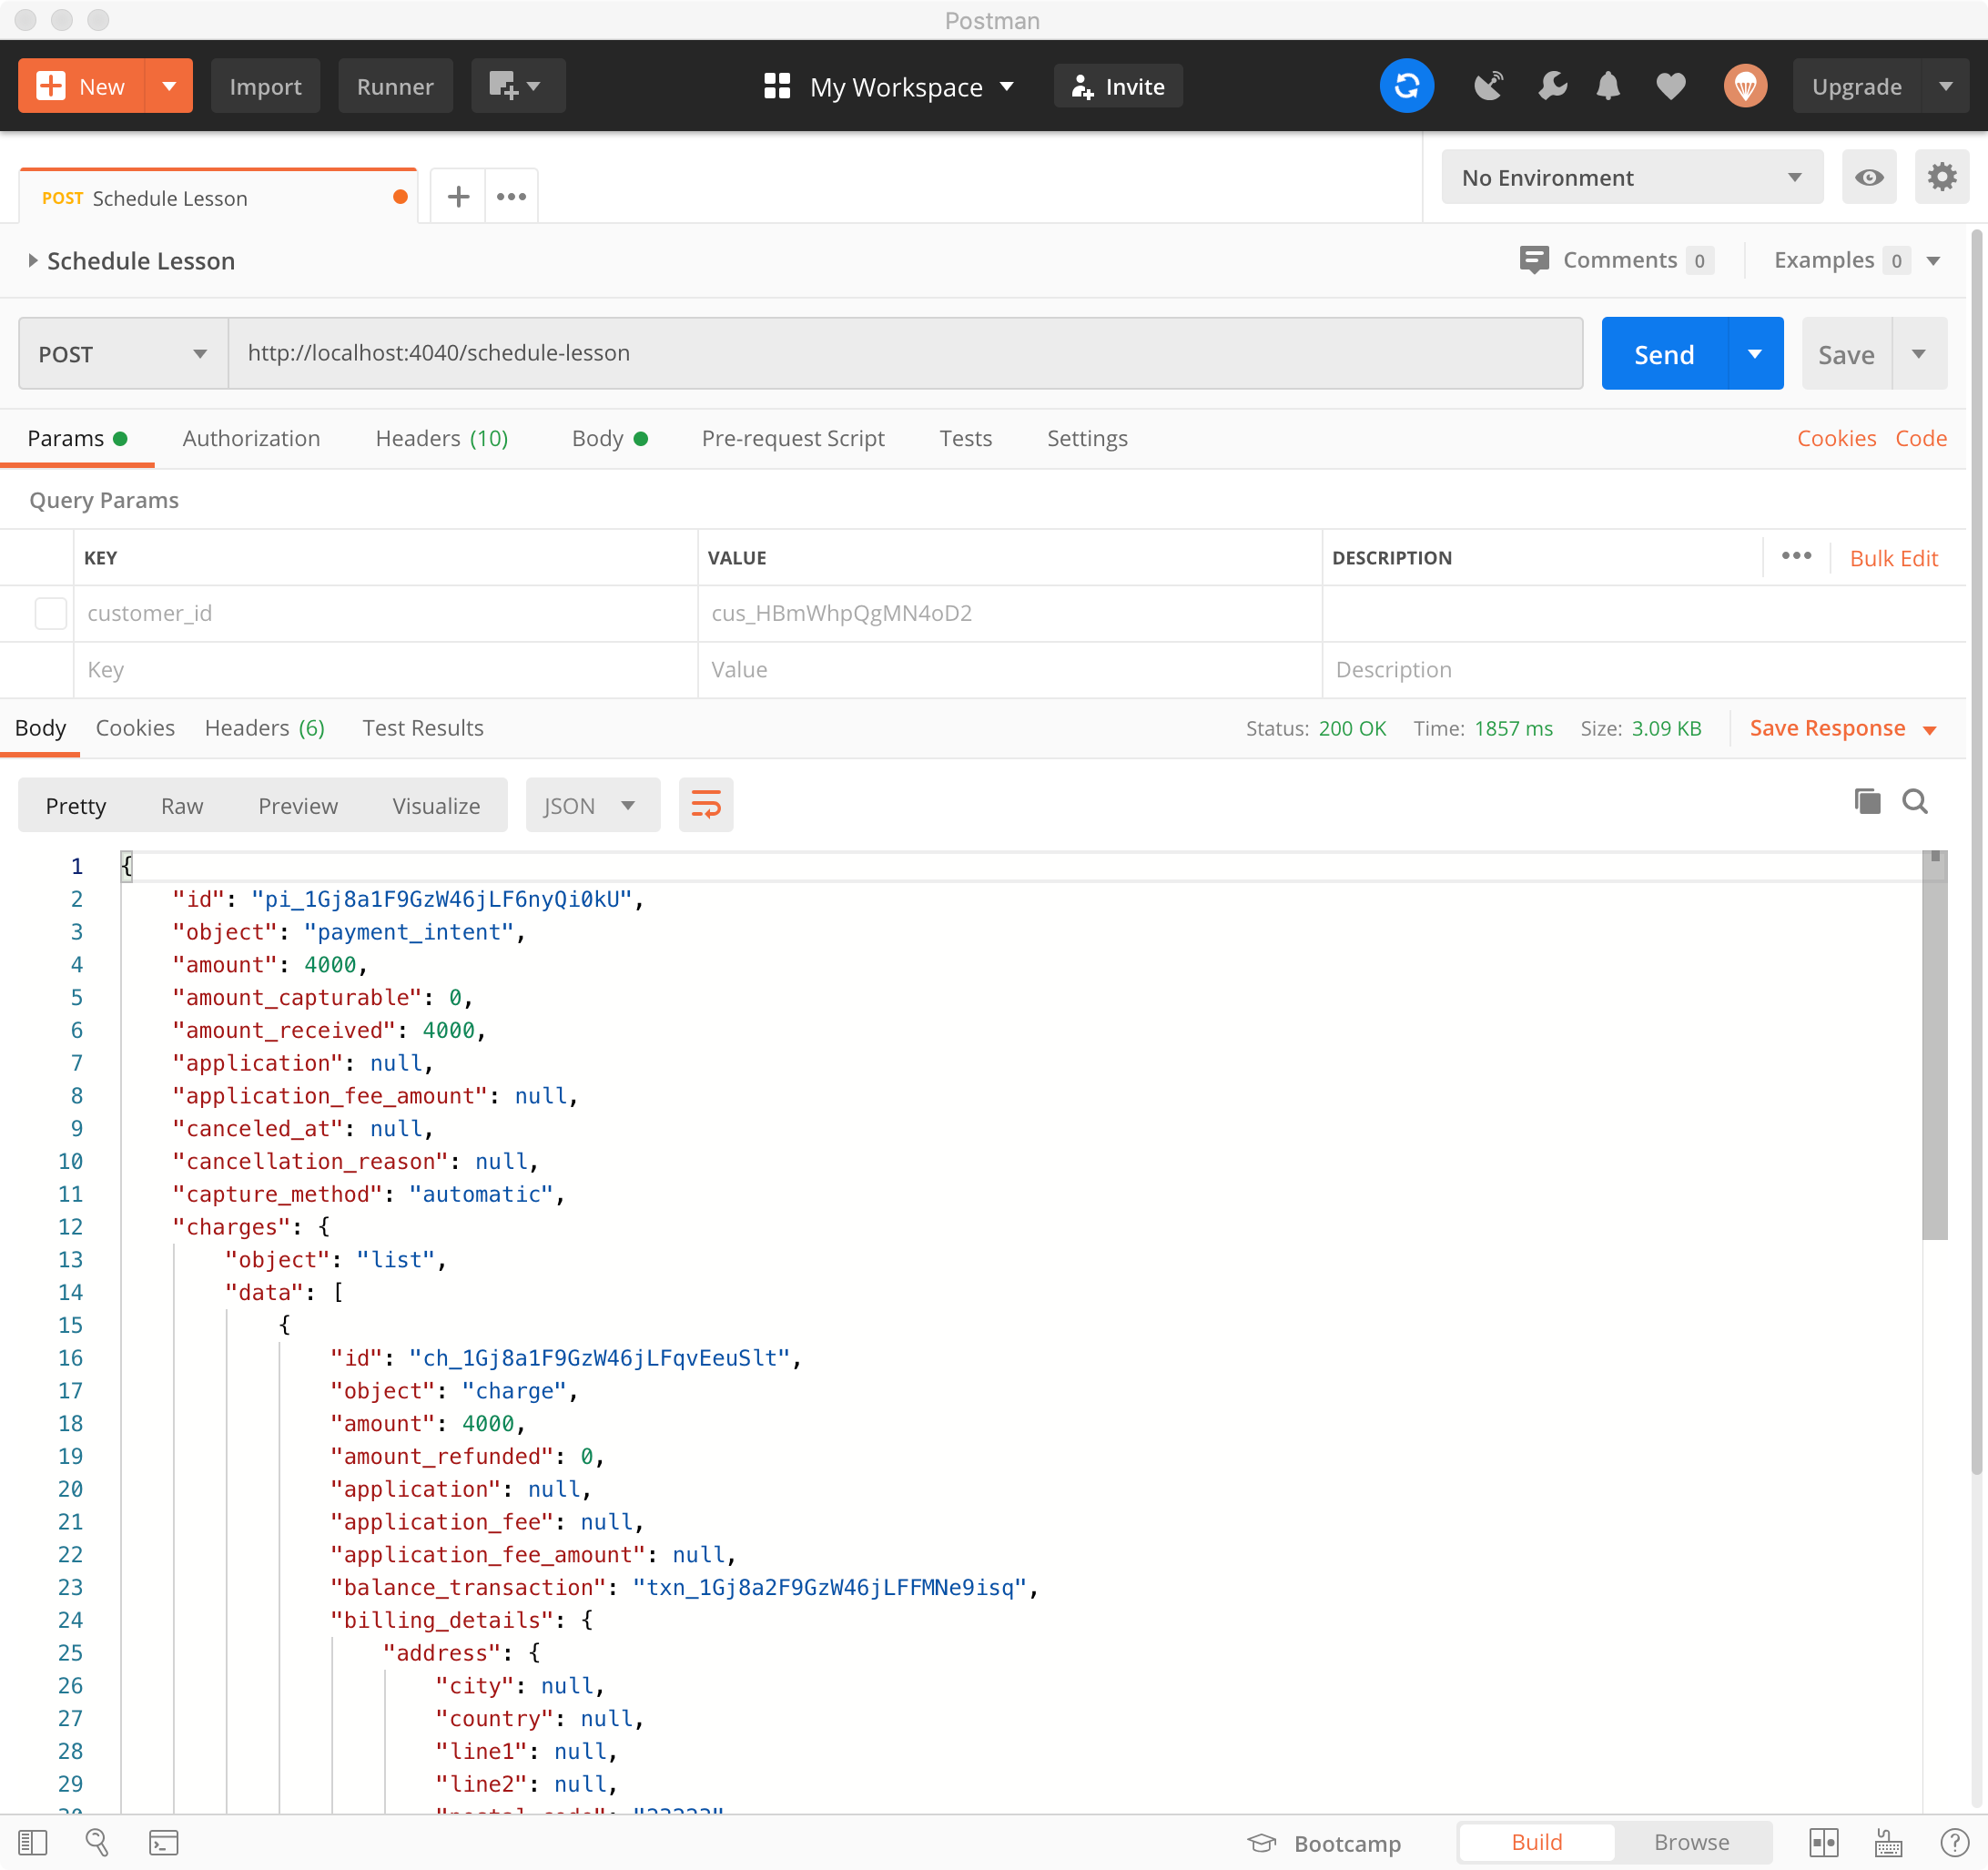 Postman
New Import Runner My Workspace Invite Upgrade
POST Schedule Lesson No Environment
Schedule Lesson Comments 0 Examples 0
POST http://localhost:4040/schedule-lesson Send Save
Params Authorization Headers (10) Body Pre-request Script Tests Settings Cookies Code
Query Params
KEY VALUE DESCRIPTION Bulk Edit
customer_id cus_HBmWhpQgMN4oD2
Key Value Description
Body Cookies Headers (6) Test Results Status: 200 OK Time: 1857 ms Size: 3.09 KB Save Response
Pretty Raw Preview Visualize JSON
1 {
2 "id": "pi_1Gj8a1F9GzW46jLF6nyQi0kU",
3 "object": "payment_intent",
4 "amount": 4000,
5 "amount_capturable": 0,
6 "amount_received": 4000,
7 "application": null,
8 "application_fee_amount": null,
9 "canceled_at": null,
10 "cancellation_reason": null,
11 "capture_method": "automatic",
12 "charges": {
13 "object": "list",
14 "data": [
15 {
16 "id": "ch_1Gj8a1F9GzW46jLFqvEeuSlt",
17 "object": "charge",
18 "amount": 4000,
19 "amount_refunded": 0,
20 "application": null,
21 "application_fee": null,
22 "application_fee_amount": null,
23 "balance_transaction": "txn_1Gj8a2F9GzW46jLFFMNe9isq",
24 "billing_details": {
25 "address": {
26 "city": null,
27 "country": null,
28 "line1": null,
29 "line2": null,
Bootcamp Build Browse